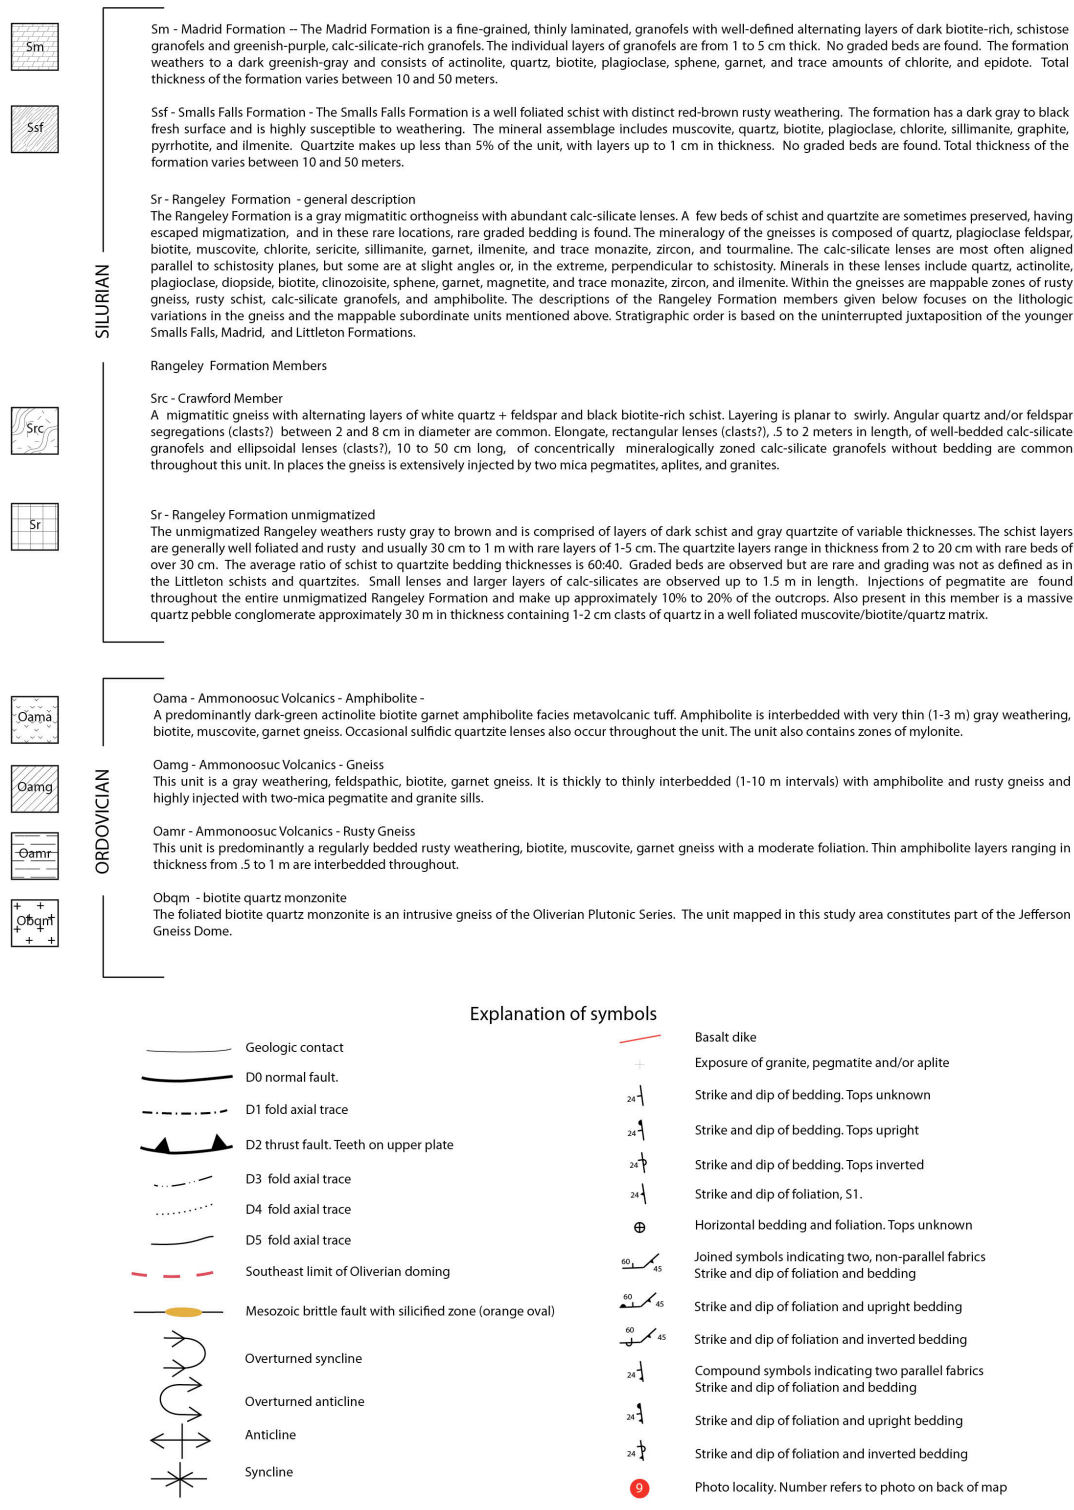 Sm
Sm - Madrid Formation -- The Madrid Formation is a fine-grained, thinly laminated, granofels with well-defined alternating layers of dark biotite-rich, schistose
granofels and greenish-purple, calc-silicate-rich granofels. The individual layers of granofels are from 1 to 5 cm thick. No graded beds are found. The formation
weathers to a dark greenish-gray and consists of actinolite, quartz, biotite, plagioclase, sphene, garnet, and trace amounts of chlorite, and epidote. Total
thickness of the formation varies between 10 and 50 meters.
Ssf
Ssf - Smalls Falls Formation - The Smalls Falls Formation is a well foliated schist with distinct red-brown rusty weathering. The formation has a dark gray to black
fresh surface and is highly susceptible to weathering. The mineral assemblage includes muscovite, quartz, biotite, plagioclase, chlorite, sillimanite, graphite,
pyrrhotite, and ilmenite. Quartzite makes up less than 5% of the unit, with layers up to 1 cm in thickness. No graded beds are found. Total thickness of the
formation varies between 10 and 50 meters.
SILURIAN
Sr - Rangeley Formation - general description
The Rangeley Formation is a gray migmatitic orthogneiss with abundant calc-silicate lenses. A few beds of schist and quartzite are sometimes preserved, having
escaped migmatization, and in these rare locations, rare graded bedding is found. The mineralogy of the gneisses is composed of quartz, plagioclase feldspar,
biotite, muscovite, chlorite, sericite, sillimanite, garnet, ilmenite, and trace monazite, zircon, and tourmaline. The calc-silicate lenses are most often aligned
parallel to schistosity planes, but some are at slight angles or, in the extreme, perpendicular to schistosity. Minerals in these lenses include quartz, actinolite,
plagioclase, diopside, biotite, clinozoisite, sphene, garnet, magnetite, and trace monazite, zircon, and ilmenite. Within the gneisses are mappable zones of rusty
gneiss, rusty schist, calc-silicate granofels, and amphibolite. The descriptions of the Rangeley Formation members given below focuses on the lithologic
variations in the gneiss and the mappable subordinate units mentioned above. Stratigraphic order is based on the uninterrupted juxtaposition of the younger
Smalls Falls, Madrid, and Littleton Formations.
Rangeley Formation Members
Src
Src - Crawford Member
A migmatitic gneiss with alternating layers of white quartz + feldspar and black biotite-rich schist. Layering is planar to swirly. Angular quartz and/or feldspar
segregations (clasts?) between 2 and 8 cm in diameter are common. Elongate, rectangular lenses (clasts?), .5 to 2 meters in length, of well-bedded calc-silicate
granofels and ellipsoidal lenses (clasts?), 10 to 50 cm long, of concentrically mineralogically zoned calc-silicate granofels without bedding are common
throughout this unit. In places the gneiss is extensively injected by two mica pegmatites, aplites, and granites.
Sr
Sr - Rangeley Formation unmigmatized
The unmigmatized Rangeley weathers rusty gray to brown and is comprised of layers of dark schist and gray quartzite of variable thicknesses. The schist layers
are generally well foliated and rusty and usually 30 cm to 1 m with rare layers of 1-5 cm. The quartzite layers range in thickness from 2 to 20 cm with rare beds of
over 30 cm. The average ratio of schist to quartzite bedding thicknesses is 60:40. Graded beds are observed but are rare and grading was not as defined as in
the Littleton schists and quartzites. Small lenses and larger layers of calc-silicates are observed up to 1.5 m in length. Injections of pegmatite are found
throughout the entire unmigmatized Rangeley Formation and make up approximately 10% to 20% of the outcrops. Also present in this member is a massive
quartz pebble conglomerate approximately 30 m in thickness containing 1-2 cm clasts of quartz in a well foliated muscovite/biotite/quartz matrix.
ORDOVICIAN
Oama
Oama - Ammonoosuc Volcanics - Amphibolite -
A predominantly dark-green actinolite biotite garnet amphibolite facies metavolcanic tuff. Amphibolite is interbedded with very thin (1-3 m) gray weathering,
biotite, muscovite, garnet gneiss. Occasional sulfidic quartzite lenses also occur throughout the unit. The unit also contains zones of mylonite.
Oamg
Oamg - Ammonoosuc Volcanics - Gneiss
This unit is a gray weathering, feldspathic, biotite, garnet gneiss. It is thickly to thinly interbedded (1-10 m intervals) with amphibolite and rusty gneiss and
highly injected with two-mica pegmatite and granite sills.
Oamr
Oamr - Ammonoosuc Volcanics - Rusty Gneiss
This unit is predominantly a regularly bedded rusty weathering, biotite, muscovite, garnet gneiss with a moderate foliation. Thin amphibolite layers ranging in
thickness from .5 to 1 m are interbedded throughout.
Obqm
Obqm - biotite quartz monzonite
The foliated biotite quartz monzonite is an intrusive gneiss of the Oliverian Plutonic Series. The unit mapped in this study area constitutes part of the Jefferson
Gneiss Dome.
Explanation of symbols
Geologic contact
D0 normal fault.
D1 fold axial trace
D2 thrust fault. Teeth on upper plate
D3 fold axial trace
D4 fold axial trace
D5 fold axial trace
Southeast limit of Oliverian doming
Mesozoic brittle fault with silicified zone (orange oval)
Overturned syncline
Overturned anticline
Anticline
Syncline
Basalt dike
Exposure of granite, pegmatite and/or aplite
24 Strike and dip of bedding. Tops unknown
24 Strike and dip of bedding. Tops upright
24 Strike and dip of bedding. Tops inverted
24 Strike and dip of foliation, S1.
Horizontal bedding and foliation. Tops unknown
60 45 Joined symbols indicating two, non-parallel fabrics
Strike and dip of foliation and bedding
60 45 Strike and dip of foliation and upright bedding
60 45 Strike and dip of foliation and inverted bedding
24 Compound symbols indicating two parallel fabrics
Strike and dip of foliation and bedding
24 Strike and dip of foliation and upright bedding
24 Strike and dip of foliation and inverted bedding
9 Photo locality. Number refers to photo on back of map